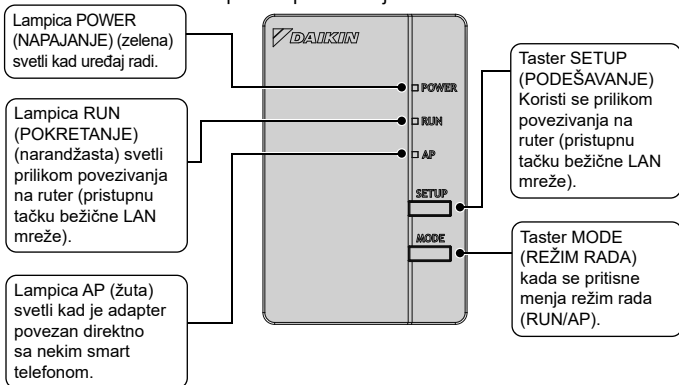 Lampica POWER
(NAPAJANJE) (zelena)
svetli kad uređaj radi.
Lampica RUN
(POKRETANJE)
(narandžasta) svetli
prilikom povezivanja
na ruter (pristupnu
tačku bežične LAN
mreže).
Lampica AP (žuta)
svetli kad je adapter
povezan direktno
sa nekim smart
telefonom.
DAIKIN
POWER
RUN
AP
SETUP
MODE
Taster SETUP
(PODEŠAVANJE)
Koristi se prilikom
povezivanja na
ruter (pristupnu
tačku bežične LAN
mreže).
Taster MODE
(REŽIM RADA)
kada se pritisne
menja režim rada
(RUN/AP).